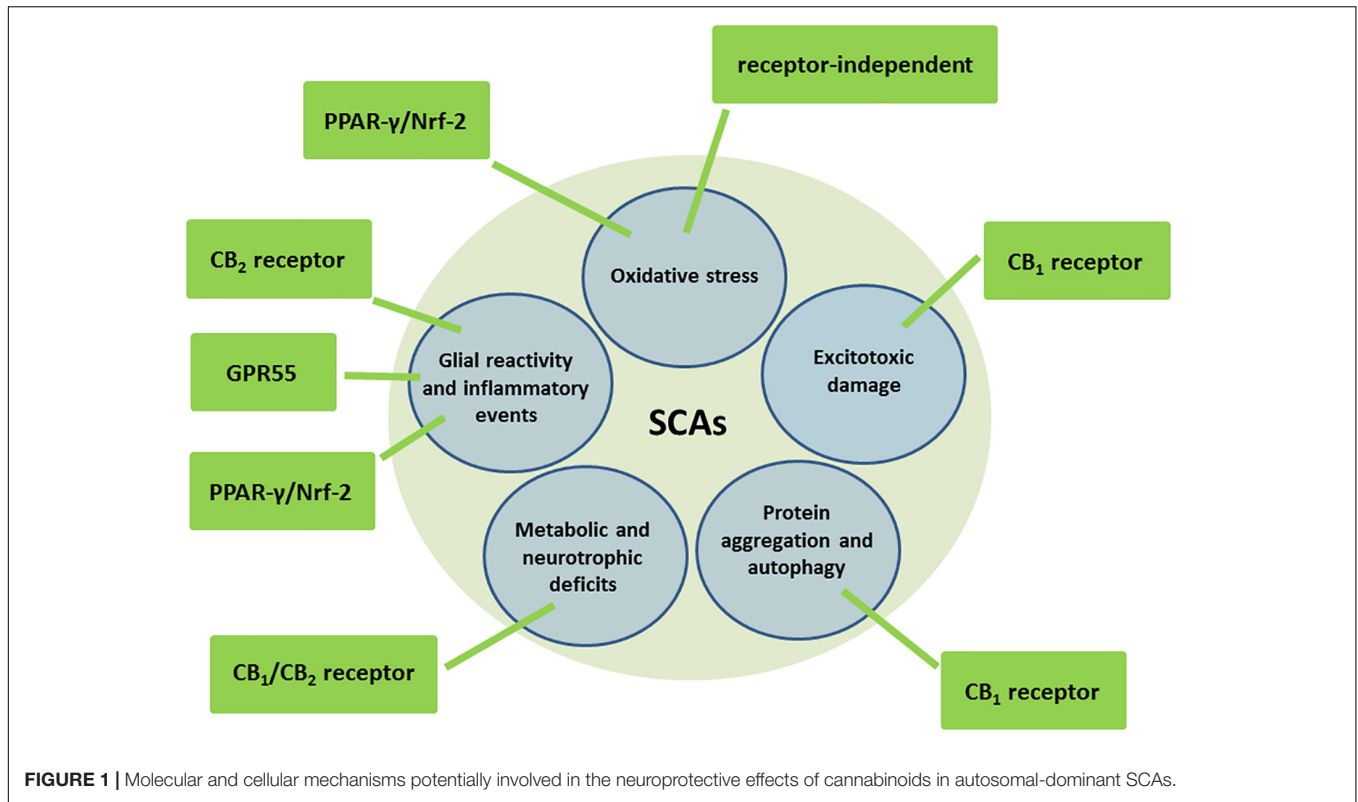 receptor-independent
PPAR-γ/Nrf-2
CB₂ receptor
CB₁ receptor
Oxidative stress
Glial reactivity
and inflammatory
events
Excitotoxic
damage
GPR55
SCAs
PPAR-γ/Nrf-2
Metabolic and
neurotrophic
deficits
Protein
aggregation and
autophagy
CB₁/CB₂ receptor
CB₁ receptor
FIGURE 1 | Molecular and cellular mechanisms potentially involved in the neuroprotective effects of cannabinoids in autosomal-dominant SCAs.